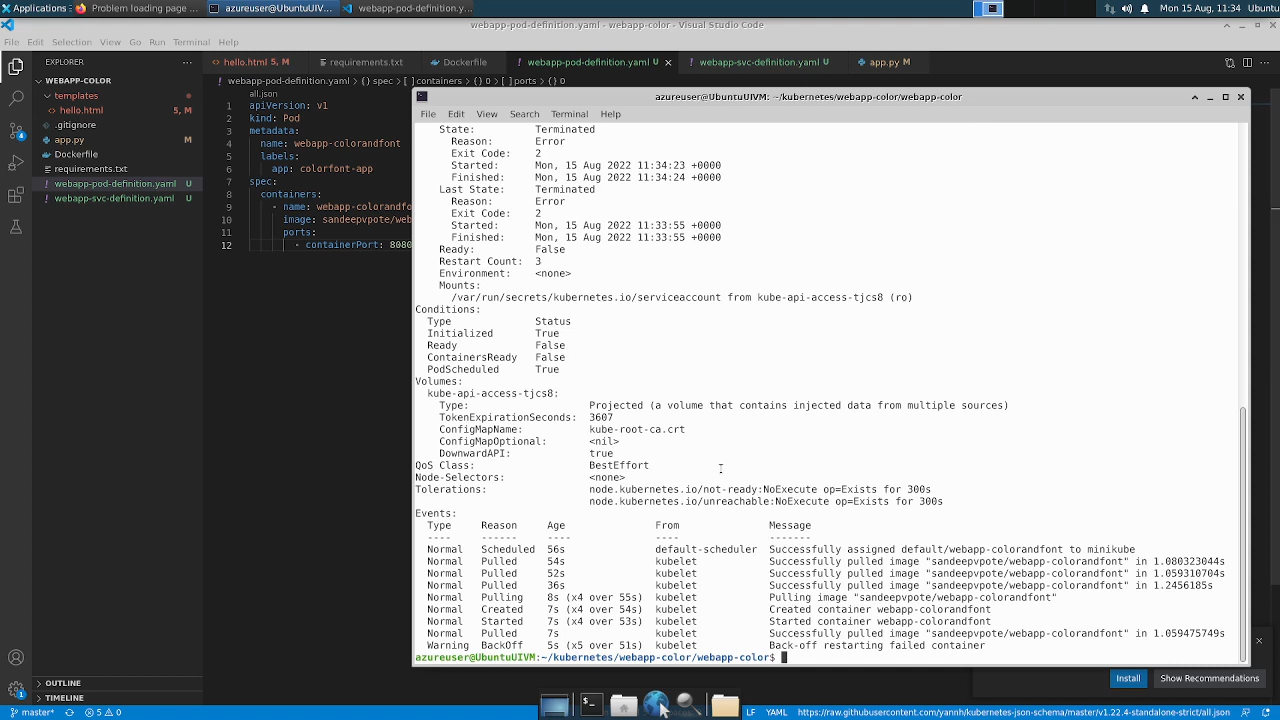 Applications
Problem loading page ...
azureuser@UbuntuUIV...
webapp-pod-definition.y...
Mon 15 Aug, 11:34
Ubuntu
webapp-pod-definition.yaml - webapp-color - Visual Studio Code
File Edit Selection View Go Run Terminal Help
EXPLORER
WEBAPP-COLOR
templates
hello.html 5, M
.gitignore
app.py M
Dockerfile
requirements.txt
webapp-pod-definition.yaml U
webapp-svc-definition.yaml U
OUTLINE
TIMELINE
hello.html 5, M
requirements.txt
Dockerfile
webapp-pod-definition.yaml U
webapp-svc-definition.yaml U
app.py M
webapp-pod-definition.yaml > {} spec > [ ] containers > {} 0 > [ ] ports > {} 0
all.json
1 apiVersion: v1
2 kind: Pod
3 metadata:
4 name: webapp-colorandfont
5 labels:
6 app: colorfont-app
7 spec:
8 containers:
9 - name: webapp-colorandfo
10 image: sandeepvpote/web
11 ports:
12 - containerPort: 8080
azureuser@UbuntuUIVM: ~/kubernetes/webapp-color/webapp-color
File Edit View Search Terminal Help
State: Terminated
Reason: Error
Exit Code: 2
Started: Mon, 15 Aug 2022 11:34:23 +0000
Finished: Mon, 15 Aug 2022 11:34:24 +0000
Last State: Terminated
Reason: Error
Exit Code: 2
Started: Mon, 15 Aug 2022 11:33:55 +0000
Finished: Mon, 15 Aug 2022 11:33:55 +0000
Ready: False
Restart Count: 3
Environment: <none>
Mounts:
/var/run/secrets/kubernetes.io/serviceaccount from kube-api-access-tjcs8 (ro)
Conditions:
Type Status
Initialized True
Ready False
ContainersReady False
PodScheduled True
Volumes:
kube-api-access-tjcs8:
Type: Projected (a volume that contains injected data from multiple sources)
TokenExpirationSeconds: 3607
ConfigMapName: kube-root-ca.crt
ConfigMapOptional: <nil>
DownwardAPI: true
QoS Class: BestEffort
Node-Selectors: <none>
Tolerations: node.kubernetes.io/not-ready:NoExecute op=Exists for 300s
node.kubernetes.io/unreachable:NoExecute op=Exists for 300s
Events:
Type Reason Age From Message
---- ------ ---- ---- -------
Normal Scheduled 56s default-scheduler Successfully assigned default/webapp-colorandfont to minikube
Normal Pulled 54s kubelet Successfully pulled image "sandeepvpote/webapp-colorandfont" in 1.080323044s
Normal Pulled 52s kubelet Successfully pulled image "sandeepvpote/webapp-colorandfont" in 1.059310704s
Normal Pulled 36s kubelet Successfully pulled image "sandeepvpote/webapp-colorandfont" in 1.2456185s
Normal Pulling 8s (x4 over 55s) kubelet Pulling image "sandeepvpote/webapp-colorandfont"
Normal Created 7s (x4 over 54s) kubelet Created container webapp-colorandfont
Normal Started 7s (x4 over 53s) kubelet Started container webapp-colorandfont
Normal Pulled 7s kubelet Successfully pulled image "sandeepvpote/webapp-colorandfont" in 1.059475749s
Warning BackOff 5s (x5 over 51s) kubelet Back-off restarting failed container
azureuser@UbuntuUIVM:~/kubernetes/webapp-color/webapp-color$
Install
Show Recommendations
4
1
master*
5 0
LF
YAML
https://raw.githubusercontent.com/yannh/kubernetes-json-schema/master/v1.22.4-standalone-strict/all.json